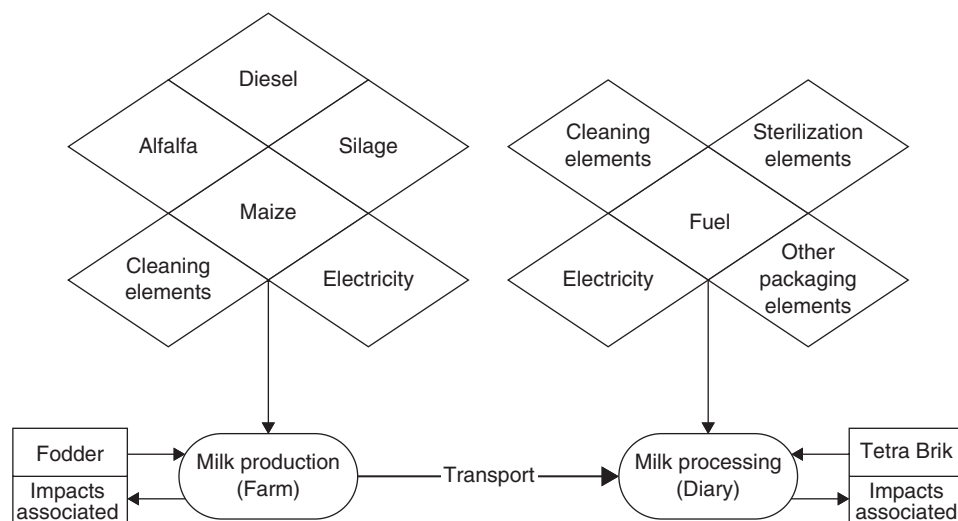 Diesel
Alfalfa
Silage
Maize
Cleaning
elements
Electricity
Cleaning
elements
Sterilization
elements
Fuel
Electricity
Other
packaging
elements
Fodder
Impacts
associated
Milk production
(Farm)
Transport
Milk processing
(Diary)
Tetra Brik
Impacts
associated